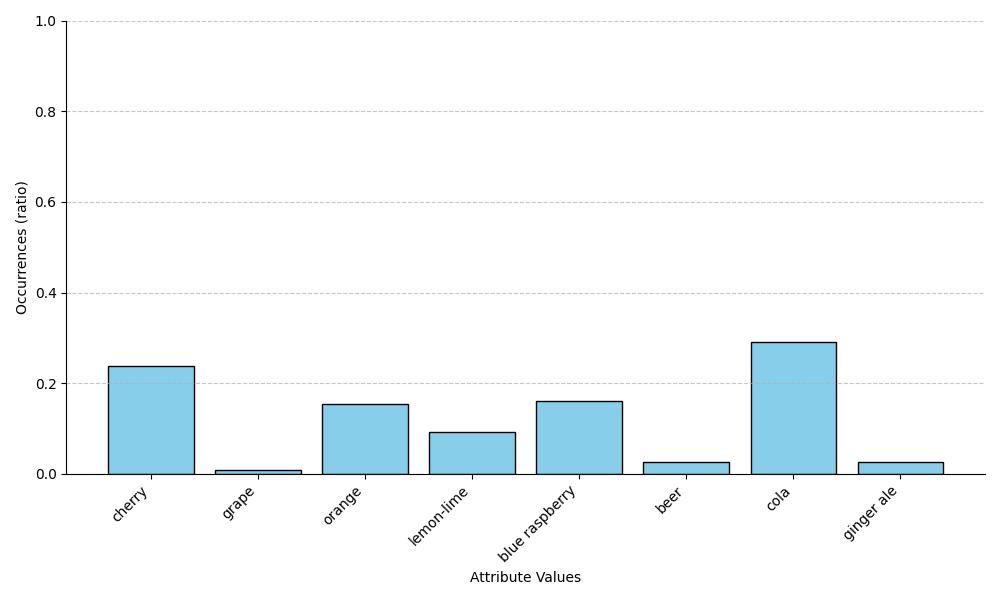 1.0
0.8
0.6
0.4
0.2
0.0
Occurrences (ratio)
cherry
grape
orange
lemon-lime
blue raspberry
beer
cola
ginger ale
Attribute Values